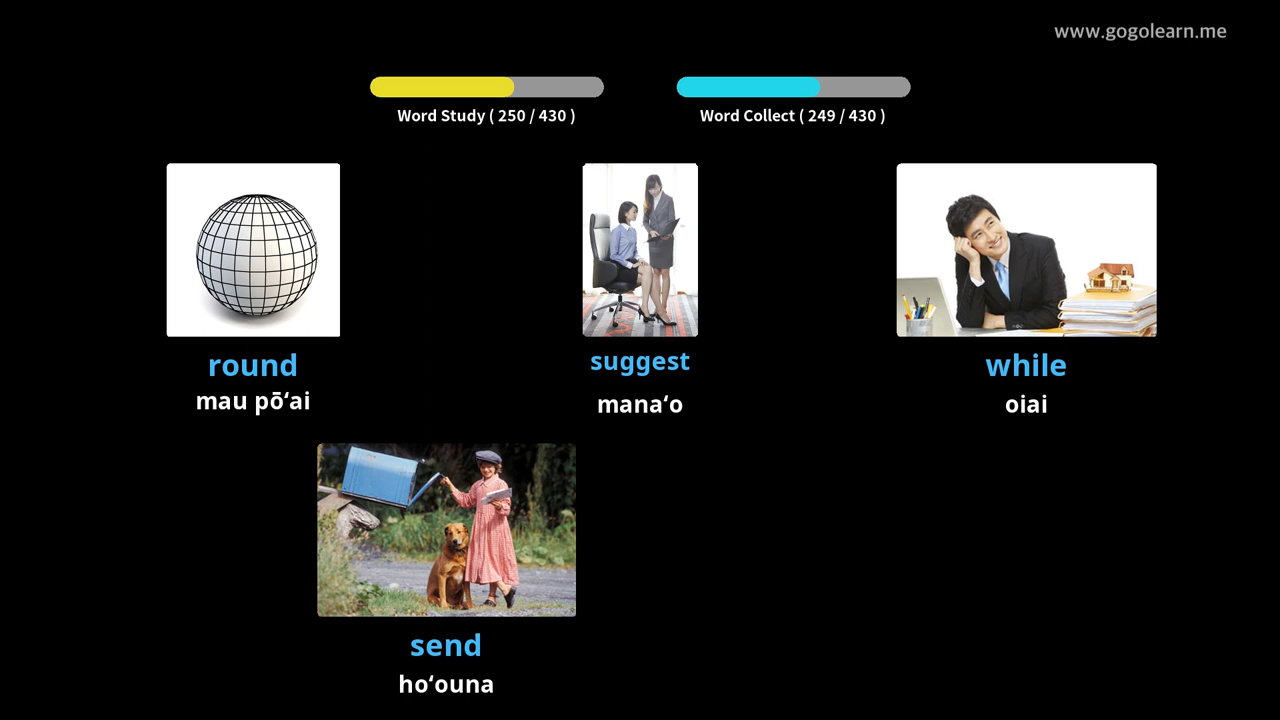 www.gogolearn.me
Word Study ( 250 / 430 )
Word Collect ( 249 / 430 )
round
mau pōʻai
suggest
manaʻo
while
oiai
send
hoʻouna